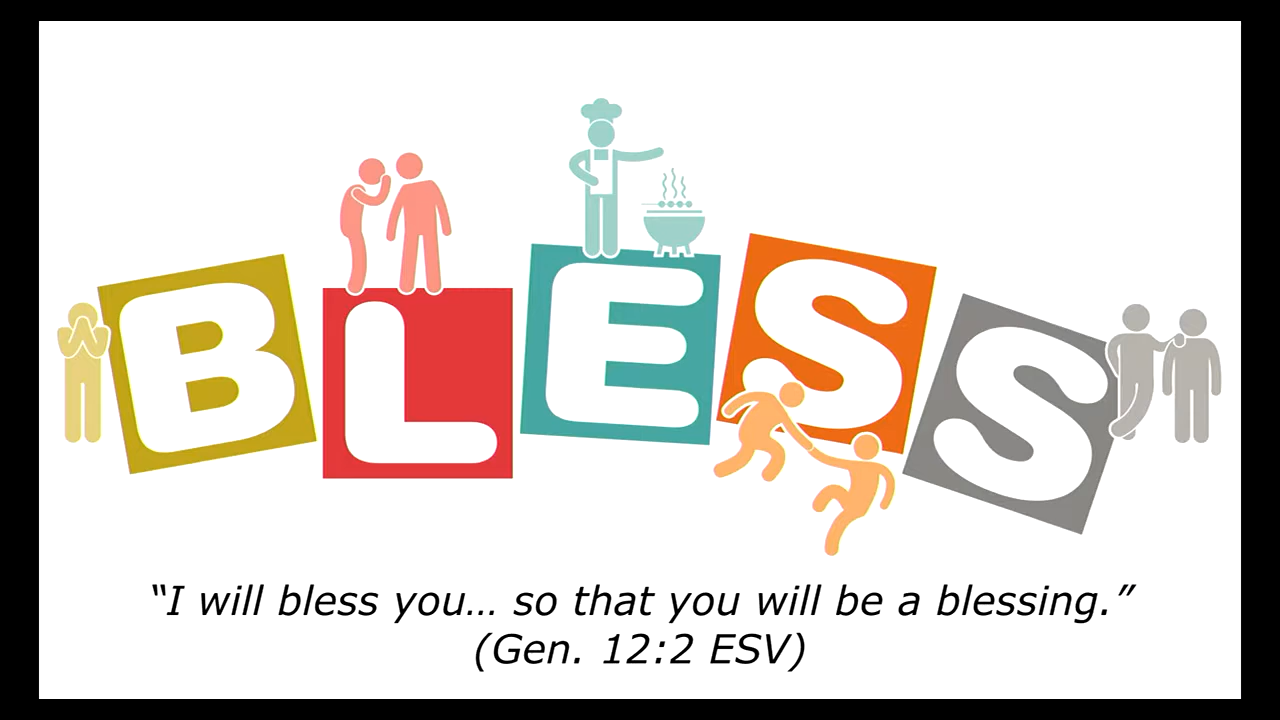 BLESS
“I will bless you… so that you will be a blessing.”
(Gen. 12:2 ESV)